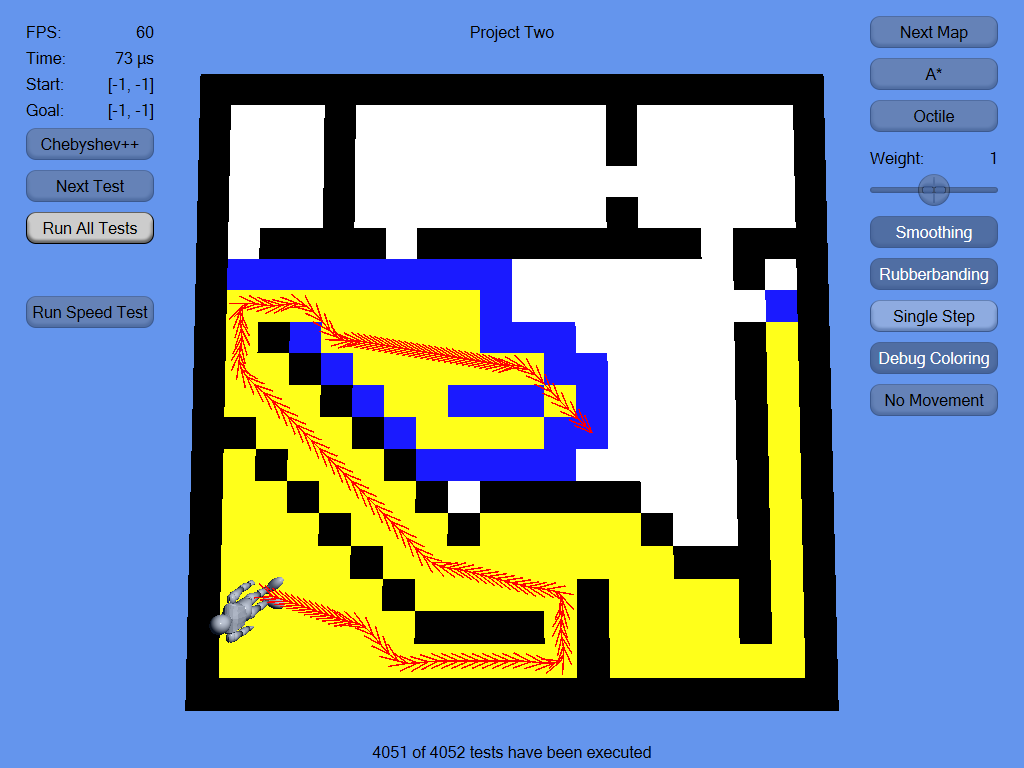 FPS: 60
Time: 73 µs
Start: [-1, -1]
Goal: [-1, -1]
Chebyshev++
Next Test
Run All Tests
Run Speed Test
Project Two
Next Map
A*
Octile
Weight: 1
Smoothing
Rubberbanding
Single Step
Debug Coloring
No Movement
4051 of 4052 tests have been executed